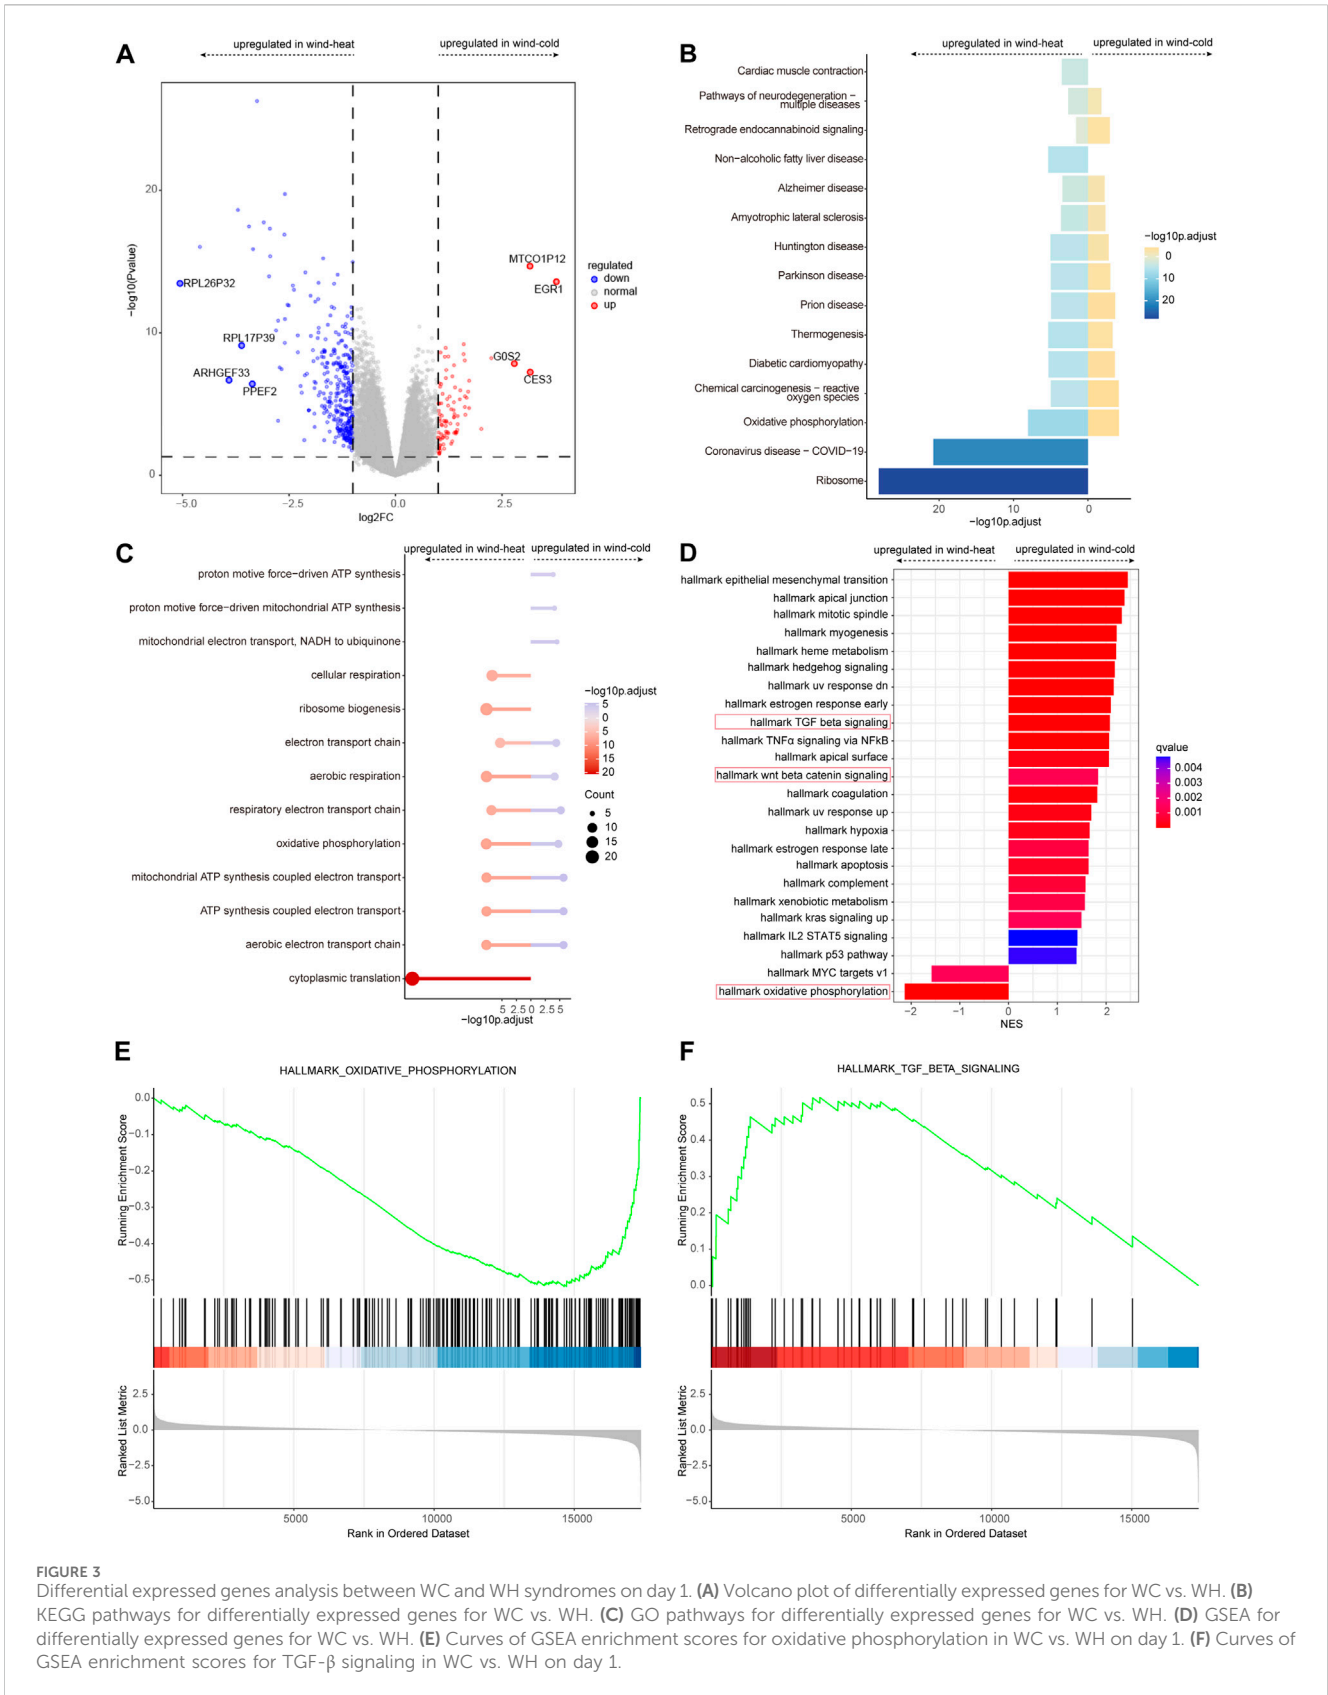 A
upregulated in wind-heat
upregulated in wind-cold
−log10(Pvalue)
20
10
0
MTCO1P12
EGR1
RPL26P32
RPL17P39
ARHGEF33
PPEF2
G0S2
CES3
−5.0
−2.5
0.0
2.5
log2FC
regulated
down
normal
up
B
upregulated in wind-heat
upregulated in wind-cold
Cardiac muscle contraction
Pathways of neurodegeneration −
multiple diseases
Retrograde endocannabinoid signaling
Non−alcoholic fatty liver disease
Alzheimer disease
Amyotrophic lateral sclerosis
Huntington disease
Parkinson disease
Prion disease
Thermogenesis
Diabetic cardiomyopathy
Chemical carcinogenesis − reactive
oxygen species
Oxidative phosphorylation
Coronavirus disease − COVID−19
Ribosome
20
10
0
−log10p.adjust
−log10p.adjust
0
10
20
C
upregulated in wind-heat
upregulated in wind-cold
proton motive force−driven ATP synthesis
proton motive force−driven mitochondrial ATP synthesis
mitochondrial electron transport, NADH to ubiquinone
cellular respiration
ribosome biogenesis
electron transport chain
aerobic respiration
respiratory electron transport chain
oxidative phosphorylation
mitochondrial ATP synthesis coupled electron transport
ATP synthesis coupled electron transport
aerobic electron transport chain
cytoplasmic translation
5 2.5 0 2.5 5
−log10p.adjust
−log10p.adjust
5
0
5
10
15
20
Count
5
10
15
20
D
upregulated in wind-heat
upregulated in wind-cold
hallmark epithelial mesenchymal transition
hallmark apical junction
hallmark mitotic spindle
hallmark myogenesis
hallmark heme metabolism
hallmark hedgehog signaling
hallmark uv response dn
hallmark estrogen response early
hallmark TGF beta signaling
hallmark TNFα signaling via NFkB
hallmark apical surface
hallmark wnt beta catenin signaling
hallmark coagulation
hallmark uv response up
hallmark hypoxia
hallmark estrogen response late
hallmark apoptosis
hallmark complement
hallmark xenobiotic metabolism
hallmark kras signaling up
hallmark IL2 STAT5 signaling
hallmark p53 pathway
hallmark MYC targets v1
hallmark oxidative phosphorylation
−2
−1
0
1
2
NES
qvalue
0.004
0.003
0.002
0.001
E
HALLMARK_OXIDATIVE_PHOSPHORYLATION
Running Enrichment Score
0.0
−0.1
−0.2
−0.3
−0.4
−0.5
Ranked List Metric
2.5
0.0
−2.5
−5.0
5000
10000
15000
Rank in Ordered Dataset
F
HALLMARK_TGF_BETA_SIGNALING
Running Enrichment Score
0.5
0.4
0.3
0.2
0.1
0.0
Ranked List Metric
2.5
0.0
−2.5
−5.0
5000
10000
15000
Rank in Ordered Dataset
FIGURE 3
Differential expressed genes analysis between WC and WH syndromes on day 1. (A) Volcano plot of differentially expressed genes for WC vs. WH. (B)
KEGG pathways for differentially expressed genes for WC vs. WH. (C) GO pathways for differentially expressed genes for WC vs. WH. (D) GSEA for
differentially expressed genes for WC vs. WH. (E) Curves of GSEA enrichment scores for oxidative phosphorylation in WC vs. WH on day 1. (F) Curves of
GSEA enrichment scores for TGF-β signaling in WC vs. WH on day 1.